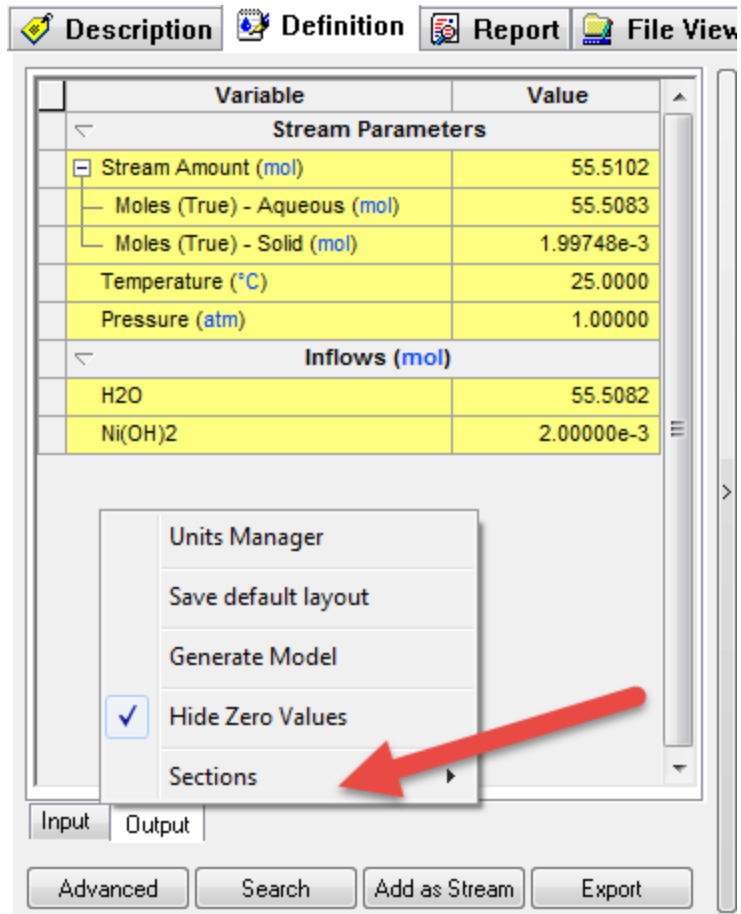 Description Definition Report File View
Variable Value
Stream Parameters
Stream Amount (mol) 55.5102
Moles (True) - Aqueous (mol) 55.5083
Moles (True) - Solid (mol) 1.99748e-3
Temperature (°C) 25.0000
Pressure (atm) 1.00000
Inflows (mol)
H2O 55.5082
Ni(OH)2 2.00000e-3
Units Manager
Save default layout
Generate Model
Hide Zero Values
Sections
Input Output
Advanced Search Add as Stream Export